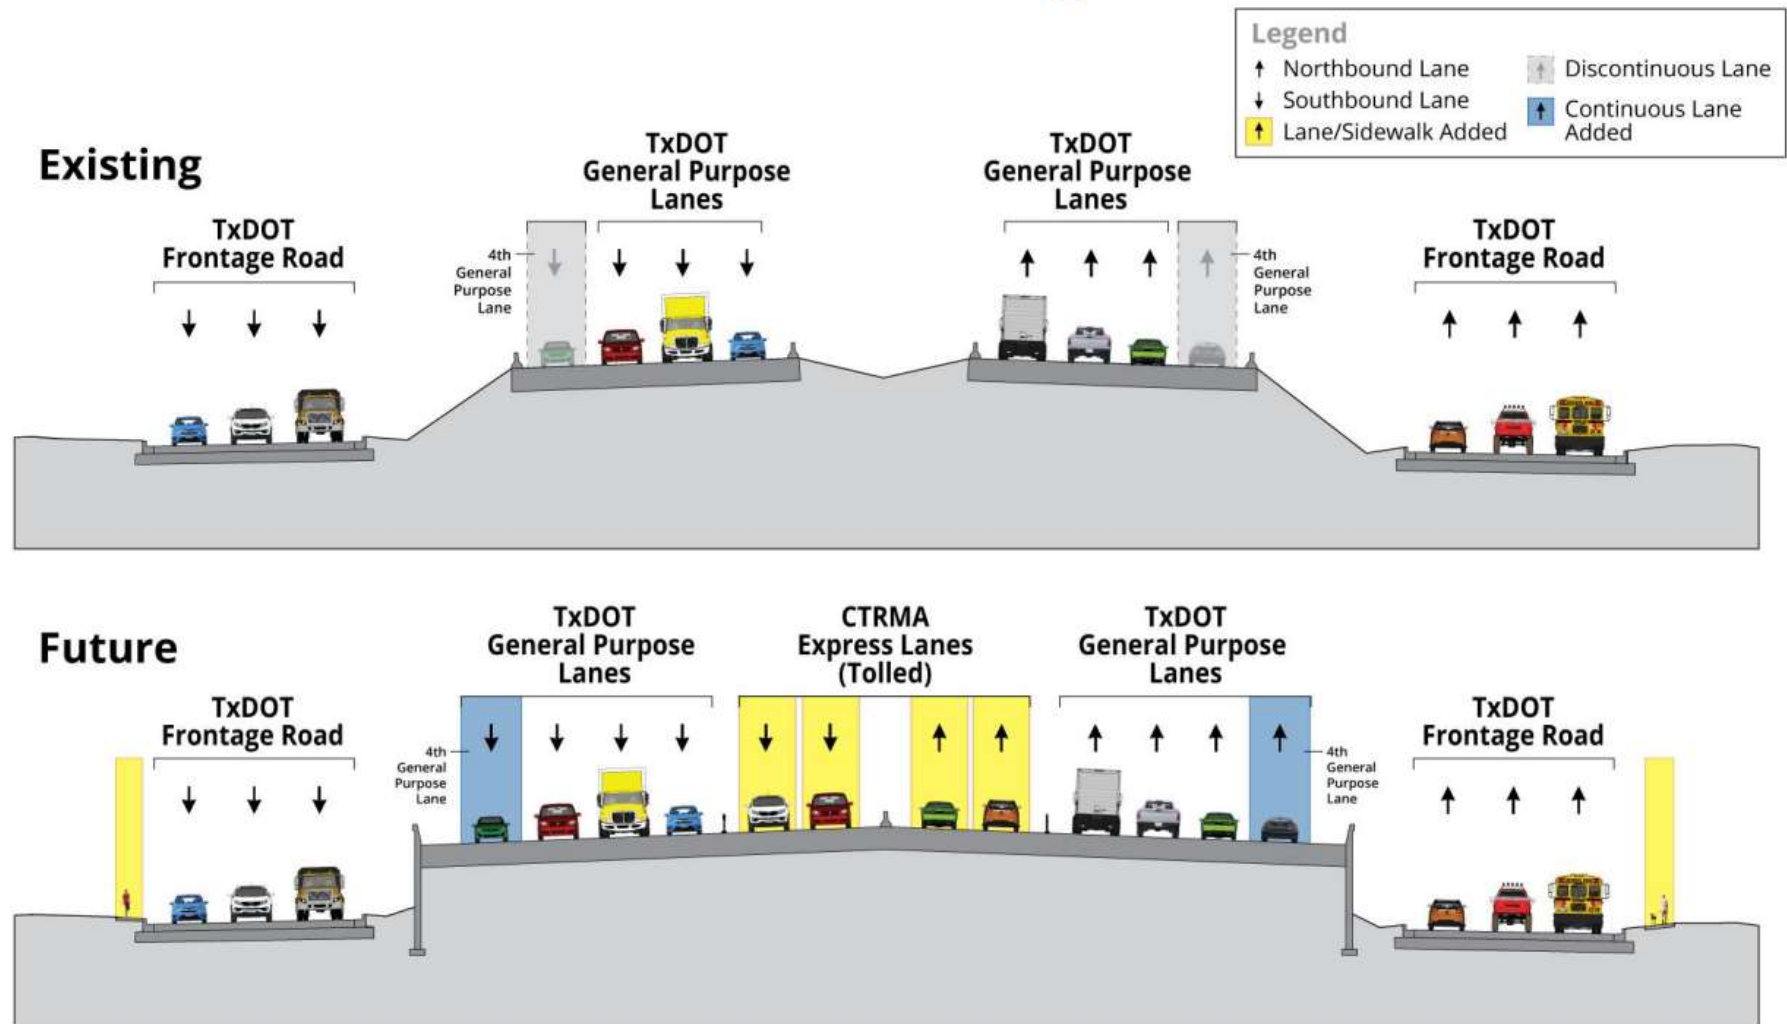 Legend
Northbound Lane
Southbound Lane
Lane/Sidewalk Added
Discontinuous Lane
Continuous Lane
Added
Existing
TxDOT
Frontage Road
4th
General
Purpose
Lane
TxDOT
General Purpose
Lanes
TxDOT
General Purpose
Lanes
4th
General
Purpose
Lane
TxDOT
Frontage Road
Future
TxDOT
Frontage Road
4th
General
Purpose
Lane
TxDOT
General Purpose
Lanes
CTRMA
Express Lanes
(Tolled)
TxDOT
General Purpose
Lanes
4th
General
Purpose
Lane
TxDOT
Frontage Road